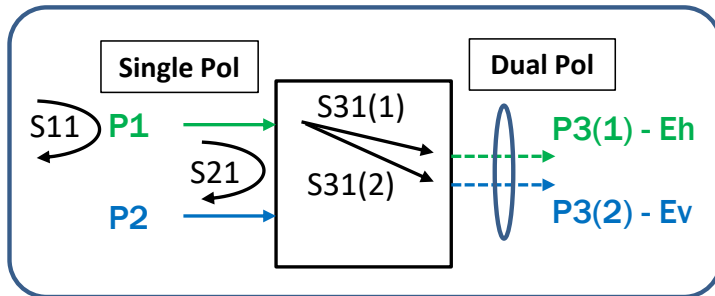 Single Pol
Dual Pol
S11
P1
S31(1)
P3(1) - Eh
S21
S31(2)
P2
P3(2) - Ev